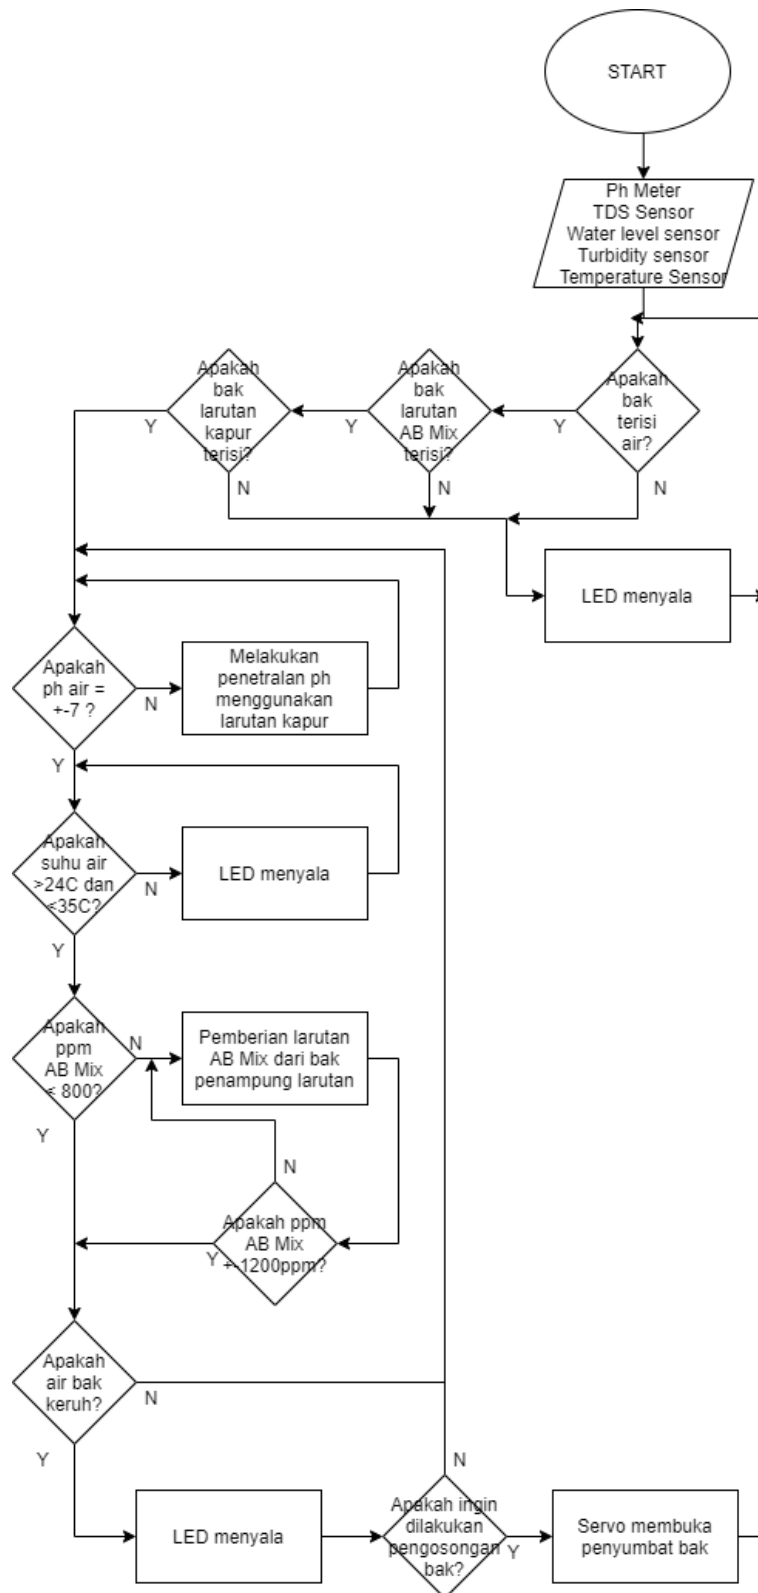 START
Ph Meter
TDS Sensor
Water level sensor
Turbidity sensor
Temperature Sensor
Apakah
bak
terisi
air?
Y
N
Apakah
bak
larutan
AB Mix
terisi?
Y
N
Apakah
bak
larutan
kapur
terisi?
Y
N
LED menyala
Apakah
ph air =
+-7 ?
N
Y
Melakukan
penetralan ph
menggunakan
larutan kapur
Apakah
suhu air
>24C dan
<35C?
N
Y
LED menyala
Apakah
ppm
AB Mix
< 800?
N
Y
Pemberian larutan
AB Mix dari bak
penampung larutan
Apakah ppm
AB Mix
+-1200ppm?
N
Y
Apakah
air bak
keruh?
N
Y
LED menyala
Apakah ingin
dilakukan
pengosongan
bak?
N
Y
Servo membuka
penyumbat bak